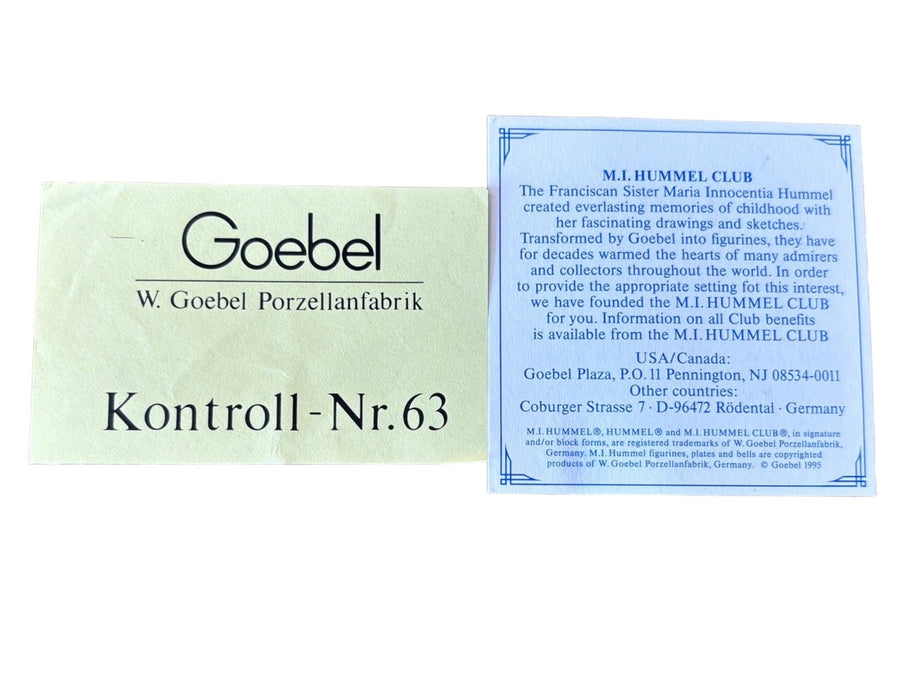 Goebel
W. Goebel Porzellanfabrik
Kontroll-Nr.63
M.I. HUMMEL CLUB
The Franciscan Sister Maria Innocentia Hummel
created everlasting memories of childhood with
her fascinating drawings and sketches.
Transformed by Goebel into figurines, they have
for decades warmed the hearts of many admirers
and collectors throughout the world. In order
to provide the appropriate setting fot this interest,
we have founded the M.I. HUMMEL CLUB
for you. Information on all Club benefits
is available from the M.I. HUMMEL CLUB
USA/Canada:
Goebel Plaza, P.O. 11 Pennington, NJ 08534-0011
Other countries:
Coburger Strasse 7 · D-96472 Rödental · Germany
M.I. HUMMEL®, HUMMEL® and M.I. HUMMEL CLUB®, in signature
and/or block forms, are registered trademarks of W. Goebel Porzellanfabrik,
Germany. M.I. Hummel figurines, plates and bells are copyrighted
products of W. Goebel Porzellanfabrik, Germany. © Goebel 1995